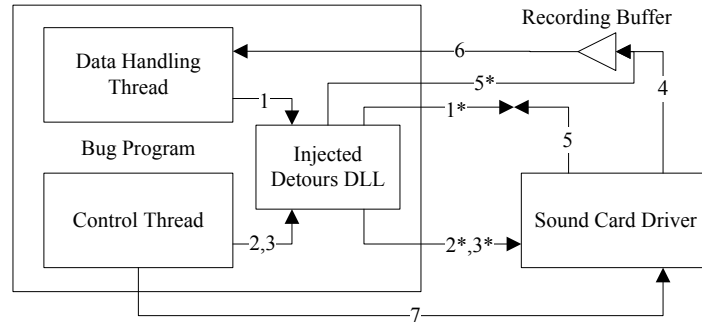 Recording Buffer
Data Handling
Thread
6
5*
4
1
1*
5
Bug Program
Injected
Detours DLL
Control Thread
2,3
2*,3*
Sound Card Driver
7